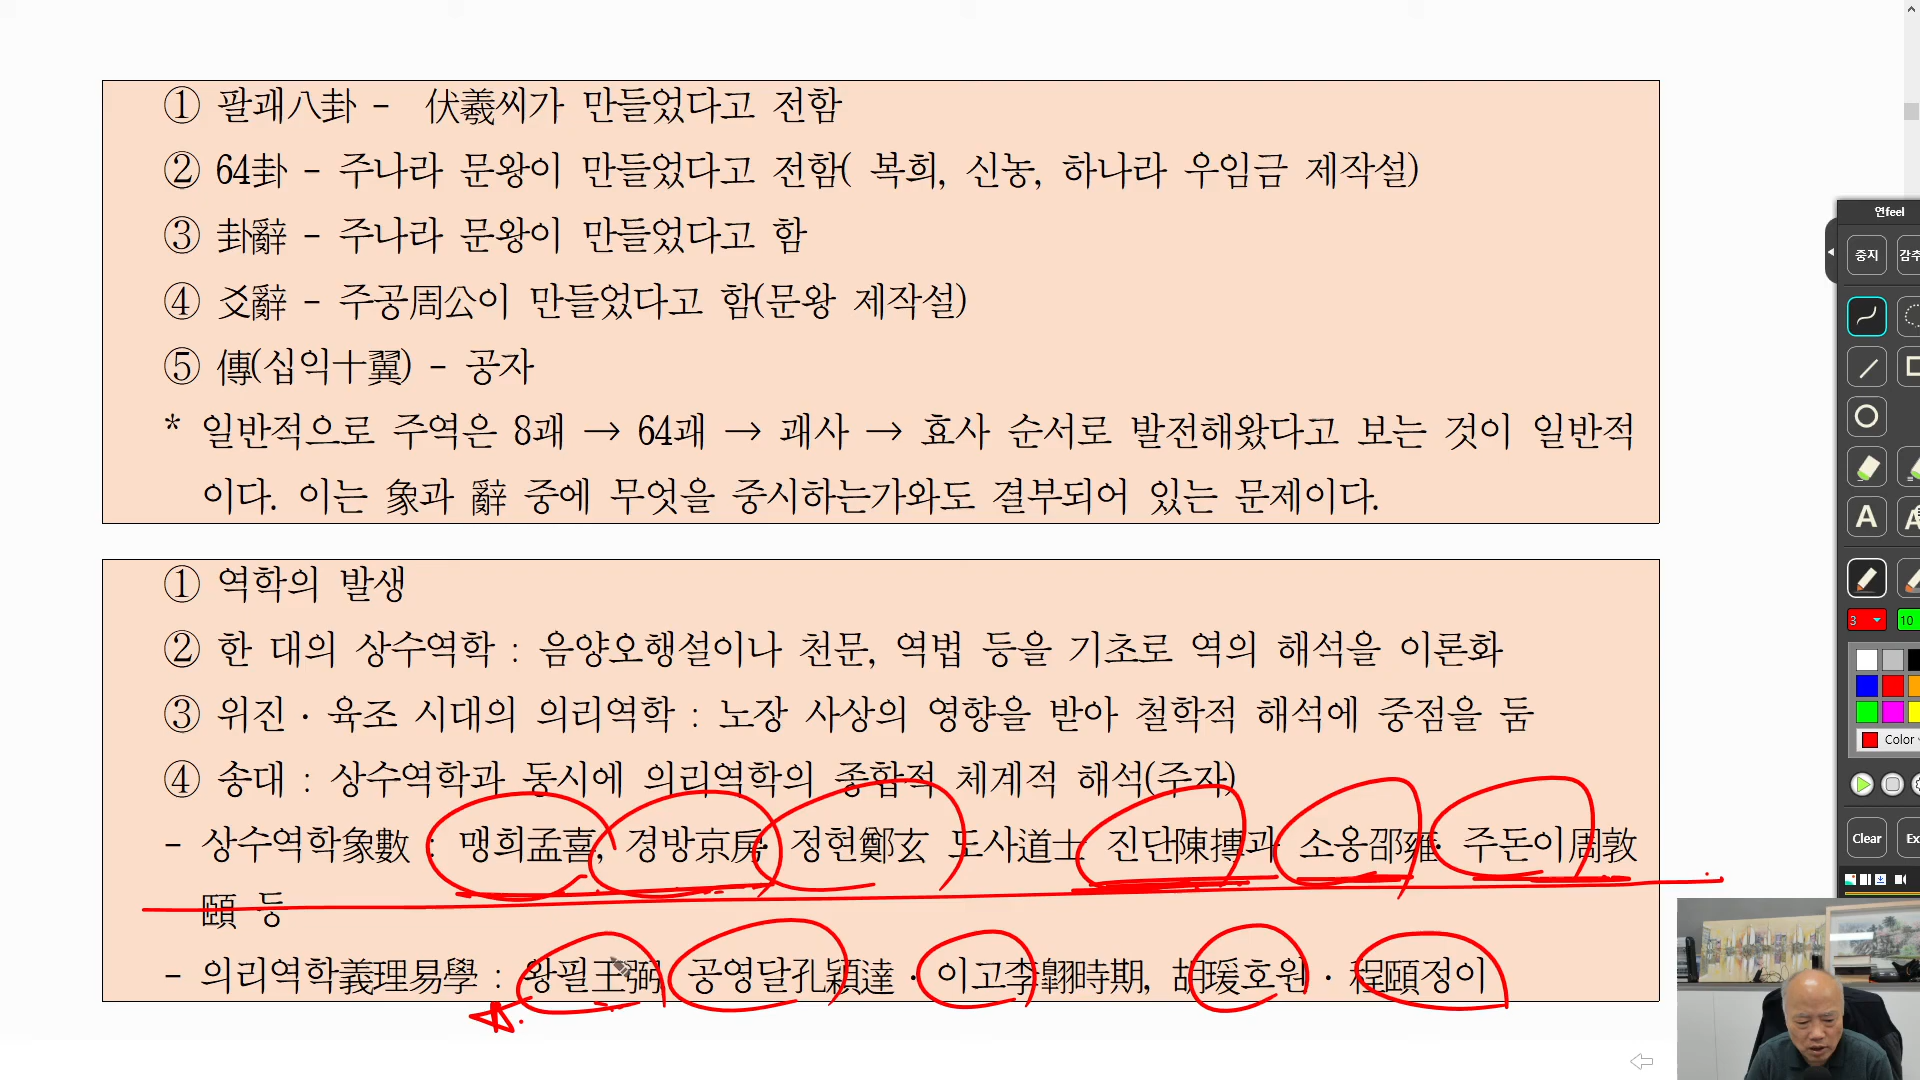 ① 팔괘八卦 - 伏羲씨가 만들었다고 전함
② 64卦 - 주나라 문왕이 만들었다고 전함( 복희, 신농, 하나라 우임금 제작설)
③ 卦辭 - 주나라 문왕이 만들었다고 함
④ 爻辭 - 주공周公이 만들었다고 함(문왕 제작설)
⑤ 傳(십익十翼) - 공자
* 일반적으로 주역은 8괘 → 64괘 → 괘사 → 효사 순서로 발전해왔다고 보는 것이 일반적
이다. 이는 象과 辭 중에 무엇을 중시하는가와도 결부되어 있는 문제이다.
① 역학의 발생
② 한 대의 상수역학 : 음양오행설이나 천문, 역법 등을 기초로 역의 해석을 이론화
③ 위진 · 육조 시대의 의리역학 : 노장 사상의 영향을 받아 철학적 해석에 중점을 둠
④ 송대 : 상수역학과 동시에 의리역학의 종합적 체계적 해석(주자)
- 상수역학象數 : 맹희孟喜, 경방京房· 정현鄭玄 도사道士 진단陳摶과 소옹邵雍· 주돈이周敦
頤 등
- 의리역학義理易學 : 왕필王弼 공영달孔穎達 · 이고李翶時期, 胡瑗호원 · 程頤정이
연feel
중지
감추
A
3
10
Color
Clear
Ex